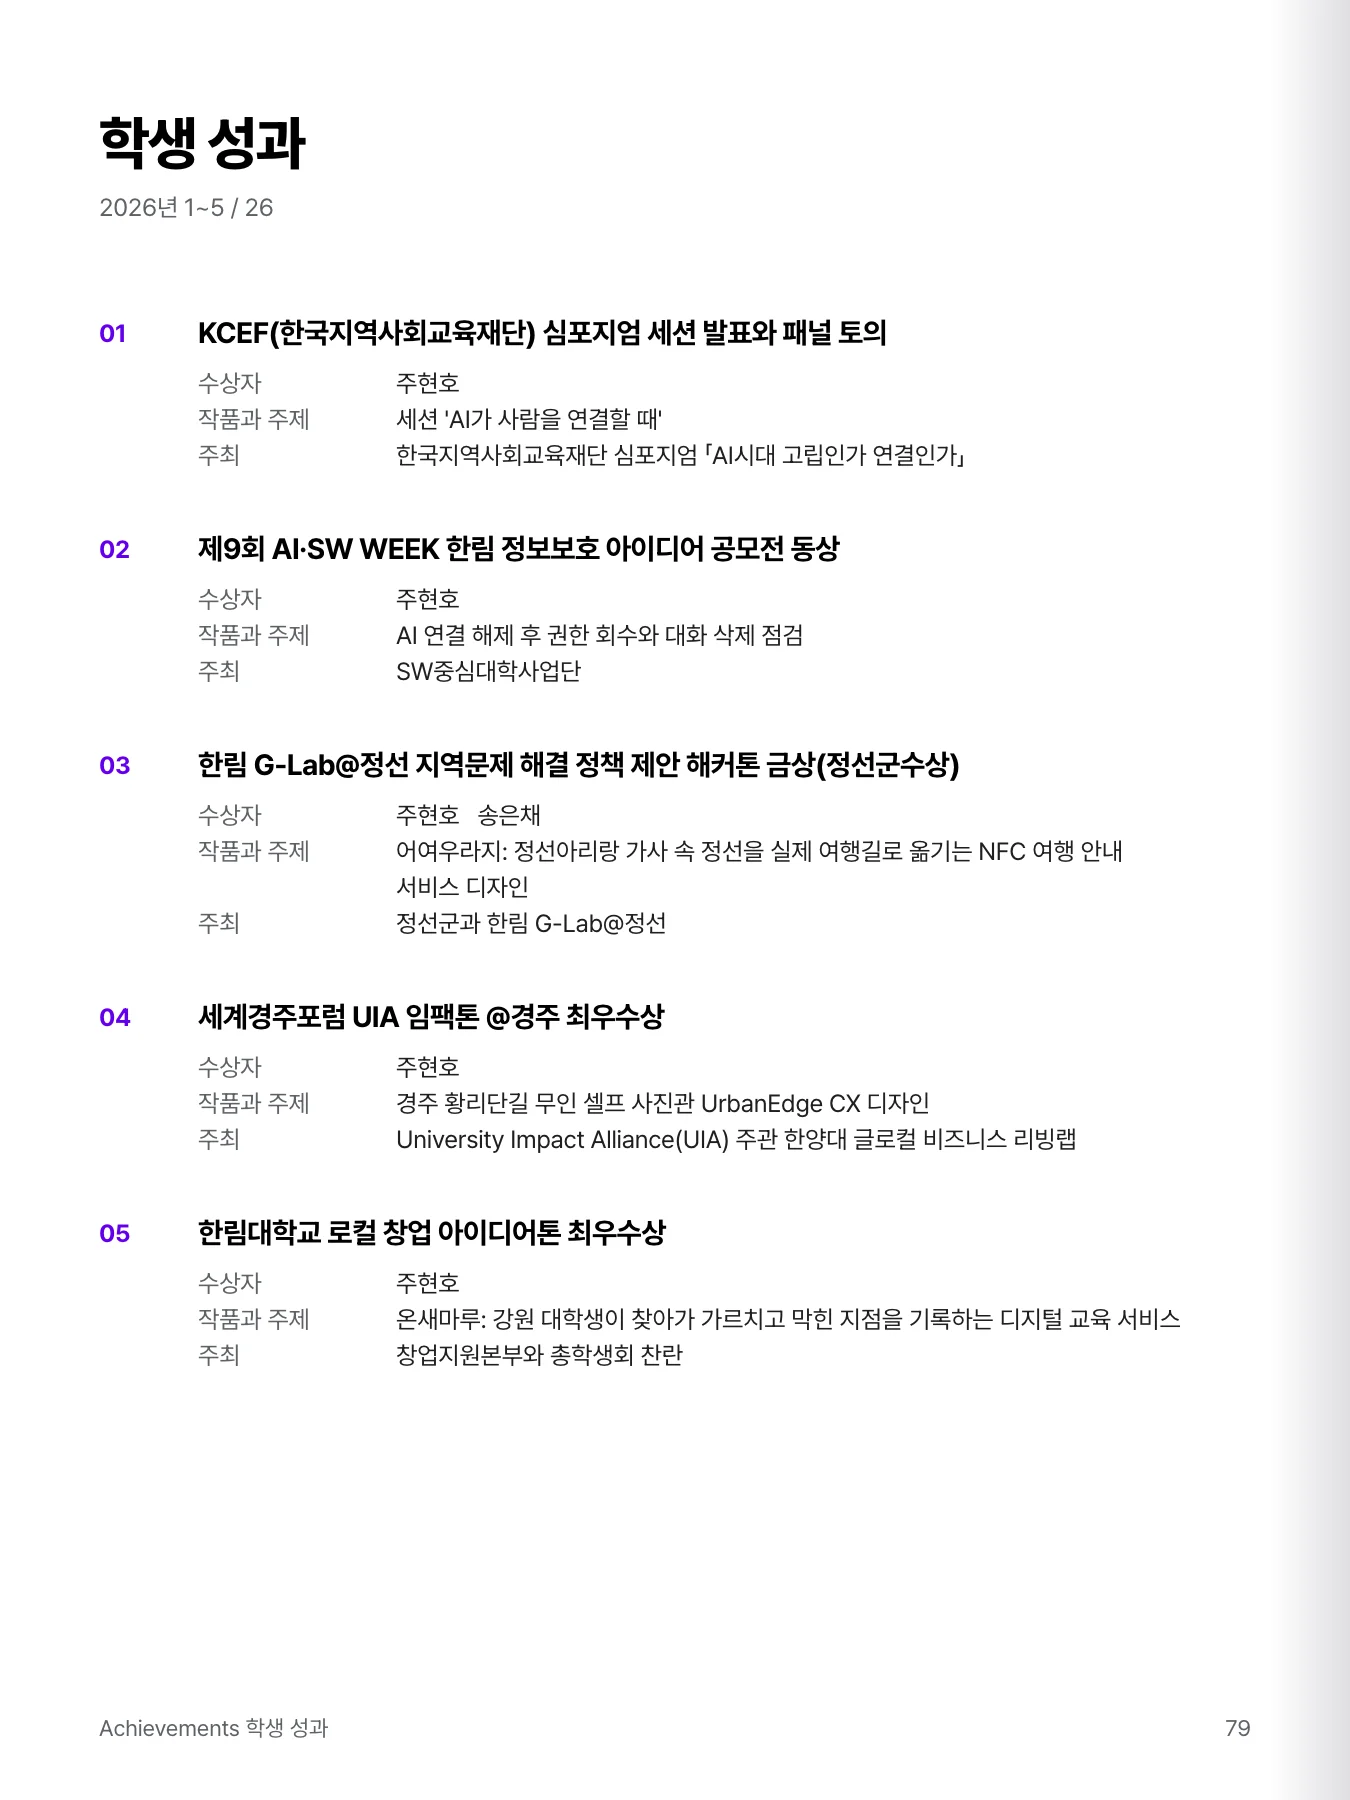 학생 성과
2026년 1~5 / 26
01 KCEF(한국지역사회교육재단) 심포지엄 세션 발표와 패널 토의
수상자 주현호
작품과 주제 세션 'AI가 사람을 연결할 때'
주최 한국지역사회교육재단 심포지엄 「AI시대 고립인가 연결인가」
02 제9회 AI·SW WEEK 한림 정보보호 아이디어 공모전 동상
수상자 주현호
작품과 주제 AI 연결 해제 후 권한 회수와 대화 삭제 점검
주최 SW중심대학사업단
03 한림 G-Lab@정선 지역문제 해결 정책 제안 해커톤 금상(정선군수상)
수상자 주현호 송은채
작품과 주제 어여우라지: 정선아리랑 가사 속 정선을 실제 여행길로 옮기는 NFC 여행 안내
서비스 디자인
주최 정선군과 한림 G-Lab@정선
04 세계경주포럼 UIA 임팩톤 @경주 최우수상
수상자 주현호
작품과 주제 경주 황리단길 무인 셀프 사진관 UrbanEdge CX 디자인
주최 University Impact Alliance(UIA) 주관 한양대 글로컬 비즈니스 리빙랩
05 한림대학교 로컬 창업 아이디어톤 최우수상
수상자 주현호
작품과 주제 온새마루: 강원 대학생이 찾아가 가르치고 막힌 지점을 기록하는 디지털 교육 서비스
주최 창업지원본부와 총학생회 찬란
Achievements 학생 성과 79